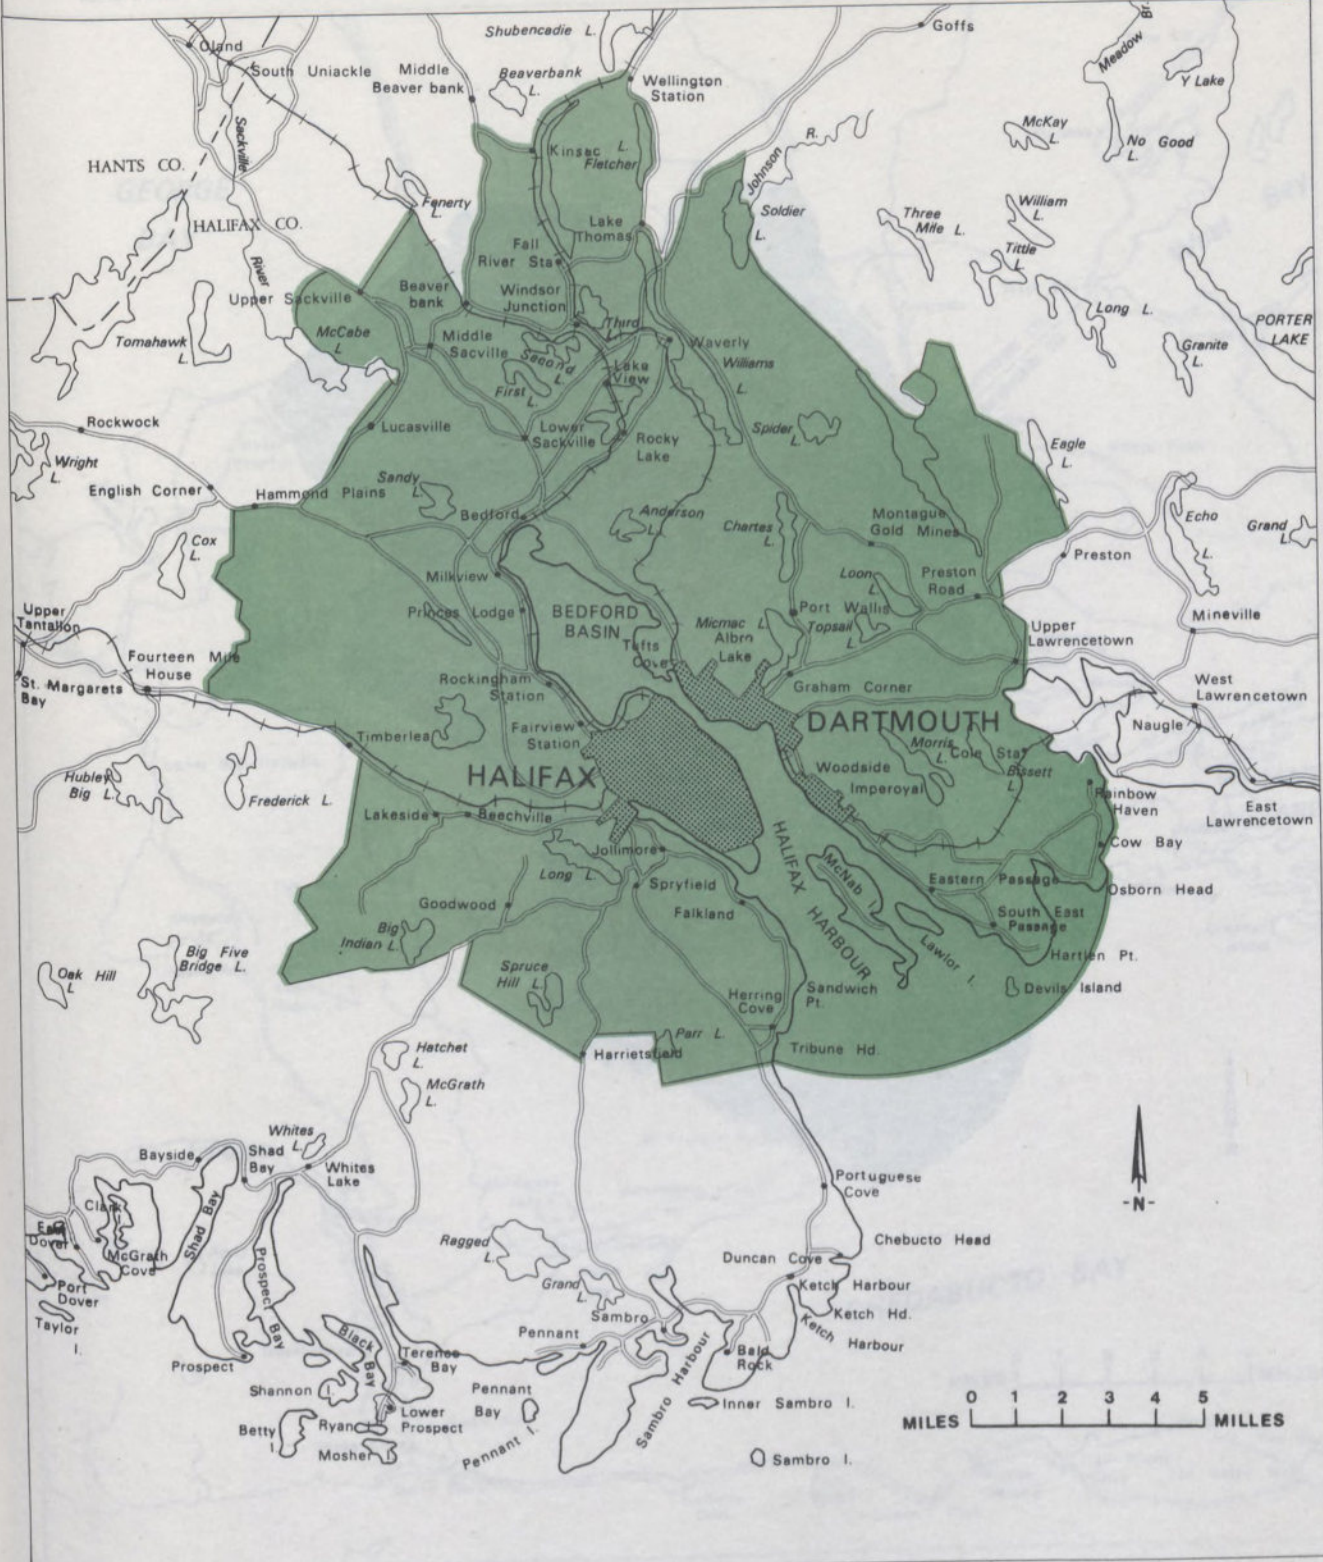 Shubencadie L.
Goffs
Oland
South Uniackle
Middle
Beaver bank
Beaverbank
L.
Wellington
Station
Meadow
Br.
Y Lake
McKay
L.
No Good
L.
Sackville
River
HANTS CO.
HALIFAX CO.
Kinsac
L.
Fletcher
Johnson
R.
Fenerty
L.
Lake
Thomas
Soldier
L.
Three
Mile L.
William
L.
Tittle
L.
Fall
River Sta
Upper Sackville
Beaver
bank
Windsor
Junction
Long L.
PORTER
LAKE
Tomahawk
L.
McCabe
L
Middle
Sacville
Third
L
Waverly
Second
L.
First
L.
Lake
View
Williams
L.
Granite
L.
Rockwock
Lucasville
Lower
Sackville
Rocky
Lake
Spider
L.
Eagle
L.
Wright
L.
English Corner
Hammond Plains
Sandy
L.
Bedford
Anderson
L.
Chartes
L.
Montague
Gold Mines
Echo
L.
Grand
L.
Cox
L.
Preston
Milkview
Loon
L.
Preston
Road
Upper
Tantallon
Princes Lodge
BEDFORD
BASIN
Micmac
L.
Albrn
Lake
Port Wallis
Topsail
L.
Upper
Lawrencetown
Mineville
Fourteen Mile
House
Tufts
Cove
St. Margarets
Bay
Rockingham
Station
Graham Corner
West
Lawrencetown
Timberlea
Fairview
Station
DARTMOUTH
Naugle
Morris
L.
Cole Sta
Bissett
L
HALIFAX
Woodside
Imperoyal
Hubley
Big L.
Frederick L.
Rainbow
Haven
East
Lawrencetown
Lakeside
Beechville
Cow Bay
Jollimore
HALIFAX HARBOUR
McNab
I.
Long L.
Spryfield
Eastern Passage
Osborn Head
Goodwood
Falkland
South East
Passage
Big
Indian L.
Lawlor I.
Hartlen Pt.
Big Five
Bridge L.
Oak Hill
L
Spruce
Hill L.
Herring
Cove
Sandwich
Pt.
Devils Island
Parr L.
Harrietsfield
Tribune Hd.
Hatchet
L.
McGrath
L.
Whites
L.
Bayside
Shad
Bay
Whites
Lake
Portuguese
Cove
-N-
Clark
East
Dover
McGrath
Cove
Shad Bay
Prospect Bay
Ragged
L.
Chebucto Head
Duncan Cove
Grand
L.
Ketch Harbour
Port
Dover
Ketch Hd.
Taylor
I.
Sambro
Ketch Harbour
Pennant
Black Bay
Terence
Bay
Bald
Rock
Prospect
Sambro Harbour
Shannon I.
Pennant
Bay
Inner Sambro I.
Betty
I.
Ryan I
Lower
Prospect
Mosher I
Pennant I.
Sambro I.
0 1 2 3 4 5
MILES MILLES